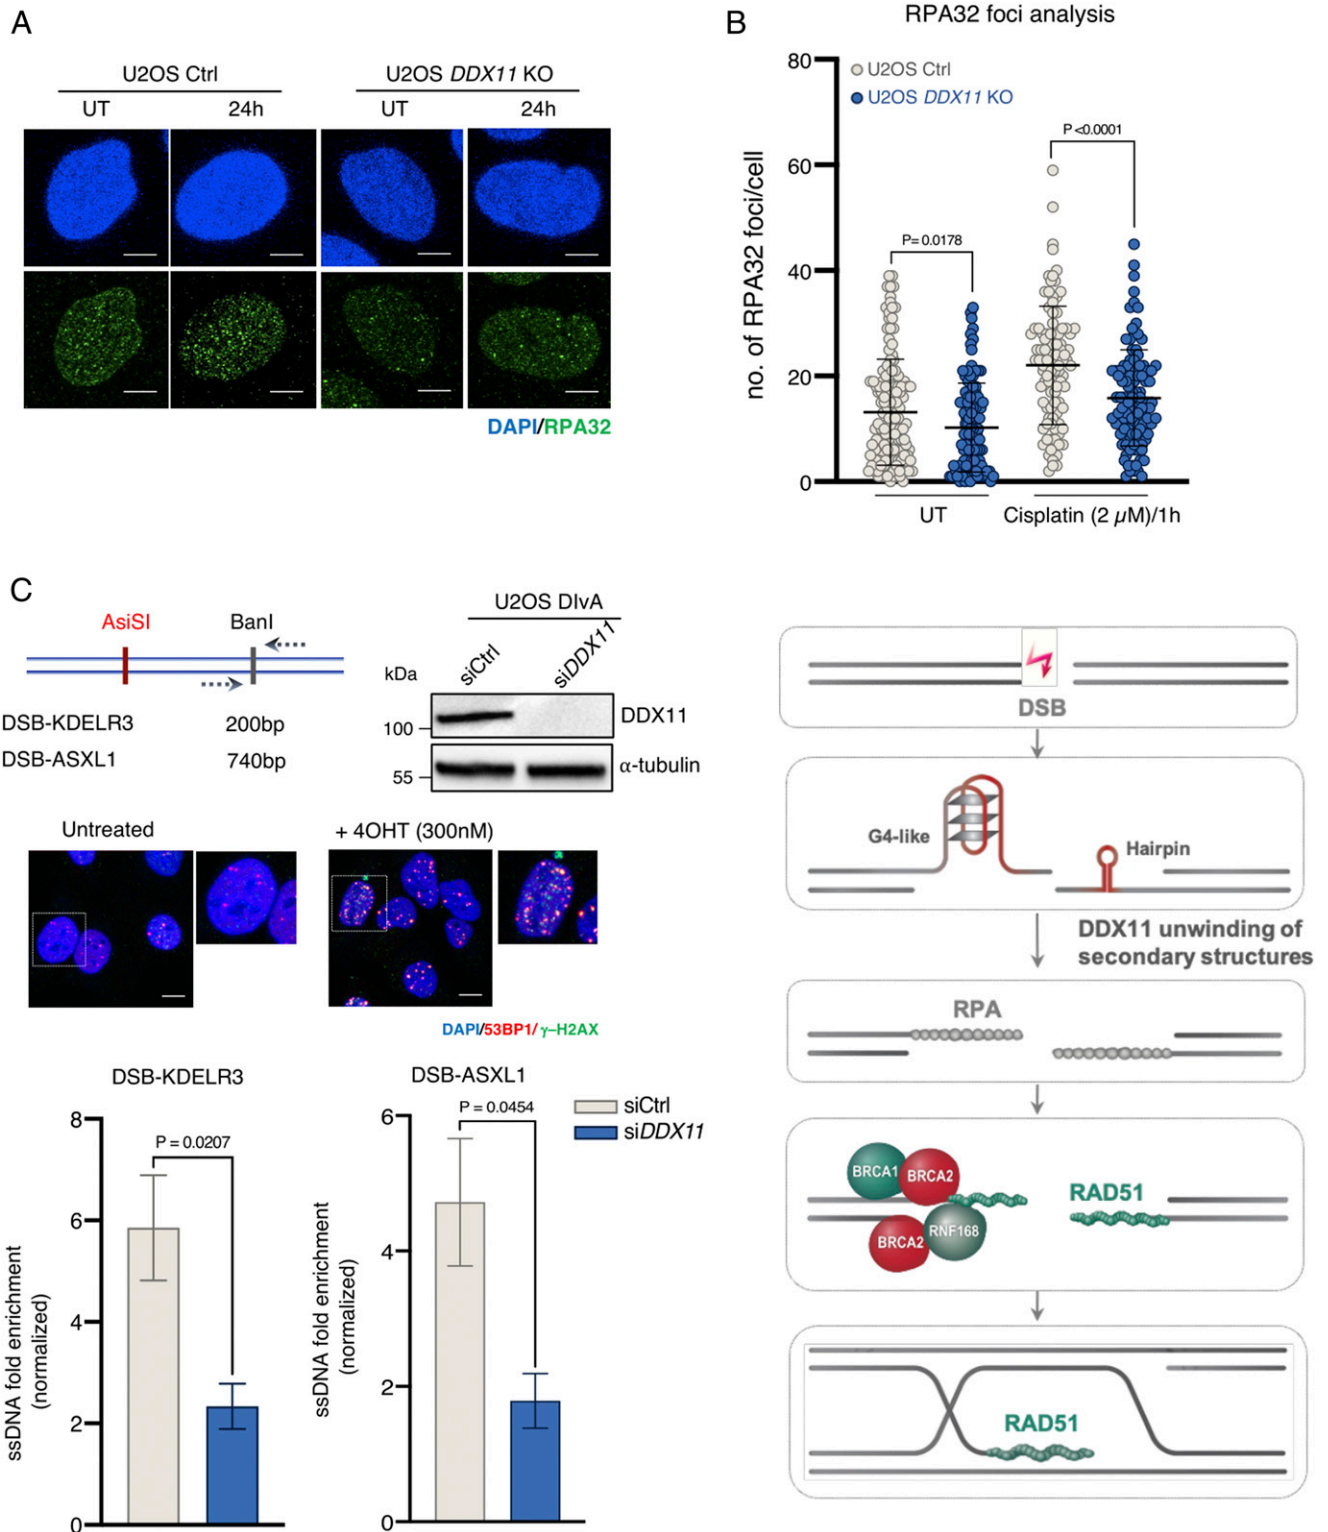 A
U2OS Ctrl
U2OS DDX11 KO
UT
24h
UT
24h
DAPI/RPA32
B
RPA32 foci analysis
no. of RPA32 foci/cell
80
60
40
20
0
U2OS Ctrl
U2OS DDX11 KO
P= 0.0178
P <0.0001
UT
Cisplatin (2 µM)/1h
C
AsiSI
BanI
DSB-KDELR3
200bp
DSB-ASXL1
740bp
U2OS DIvA
kDa
siCtrl
siDDX11
100
DDX11
55
α-tubulin
Untreated
+ 4OHT (300nM)
DAPI/53BP1/ γ–H2AX
DSB-KDELR3
ssDNA fold enrichment
(normalized)
8
6
4
2
0
P = 0.0207
DSB-ASXL1
ssDNA fold enrichment
(normalized)
6
4
2
0
P = 0.0454
siCtrl
siDDX11
DSB
G4-like
Hairpin
DDX11 unwinding of
secondary structures
RPA
BRCA1
BRCA2
BRCA2
RNF168
RAD51
RAD51